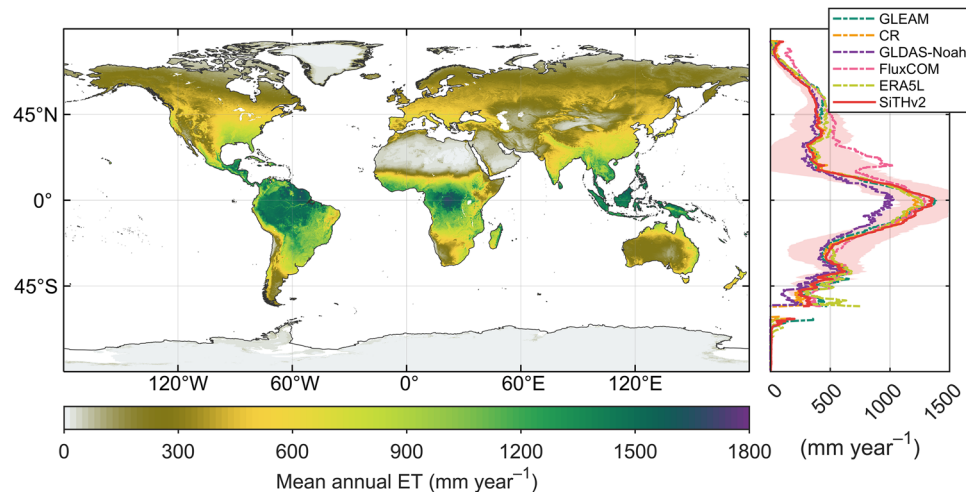 GLEAM
CR
GLDAS-Noah
FluxCOM
ERA5L
SiTHv2
45°N
0°
45°S
120°W 60°W 0° 60°E 120°E
0 500 1000 1500
(mm year⁻¹)
0 300 600 900 1200 1500 1800
Mean annual ET (mm year⁻¹)